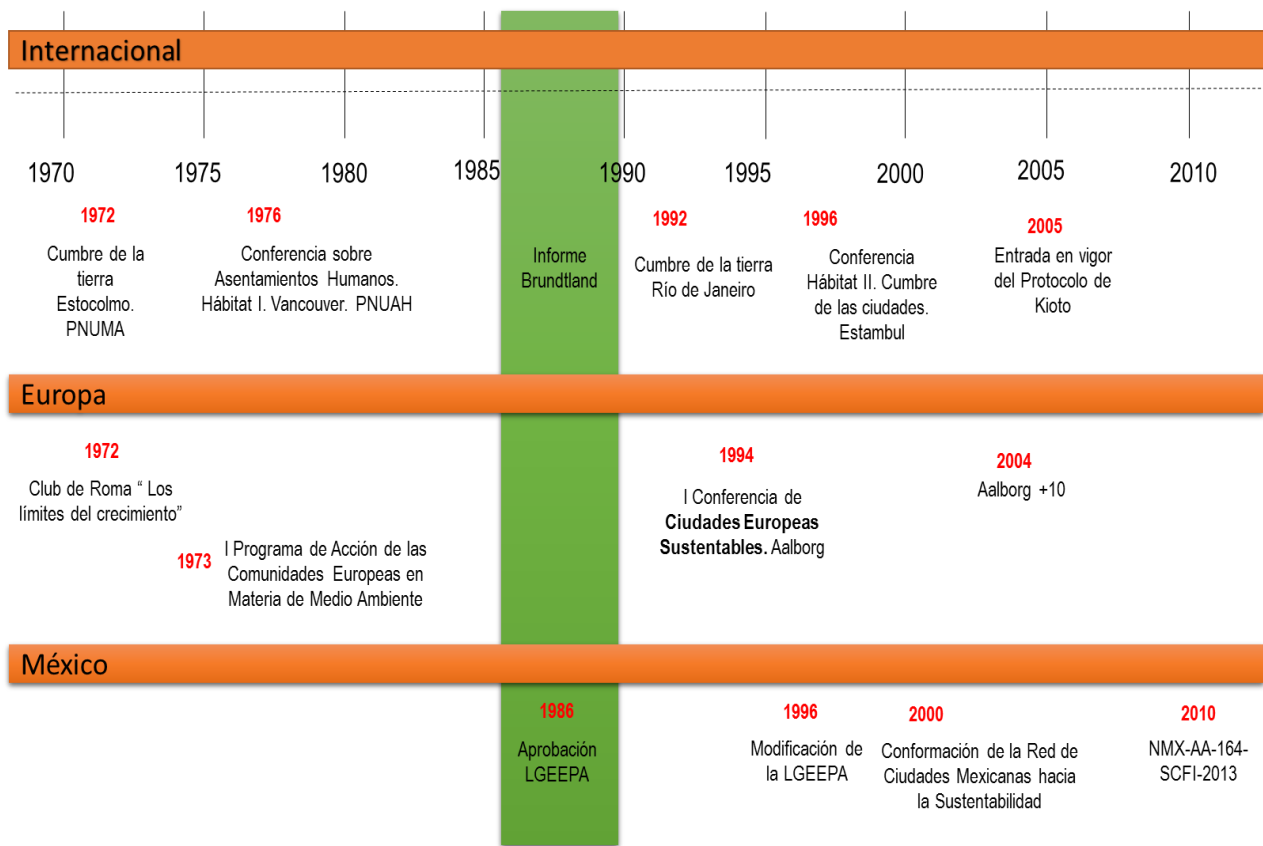 Internacional
1970 1975 1980 1985 1990 1995 2000 2005 2010
1972
Cumbre de la
tierra
Estocolmo.
PNUMA
1976
Conferencia sobre
Asentamientos Humanos.
Hábitat I. Vancouver. PNUAH
Informe
Brundtland
1992
Cumbre de la tierra
Río de Janeiro
1996
Conferencia
Hábitat II. Cumbre
de las ciudades.
Estambul
2005
Entrada en vigor
del Protocolo de
Kioto
Europa
1972
Club de Roma “ Los
límites del crecimiento”
1973
I Programa de Acción de las
Comunidades Europeas en
Materia de Medio Ambiente
1994
I Conferencia de
Ciudades Europeas
Sustentables. Aalborg
2004
Aalborg +10
México
1986
Aprobación
LGEEPA
1996
Modificación de
la LGEEPA
2000
Conformación de la Red de
Ciudades Mexicanas hacia
la Sustentabilidad
2010
NMX-AA-164-
SCFI-2013